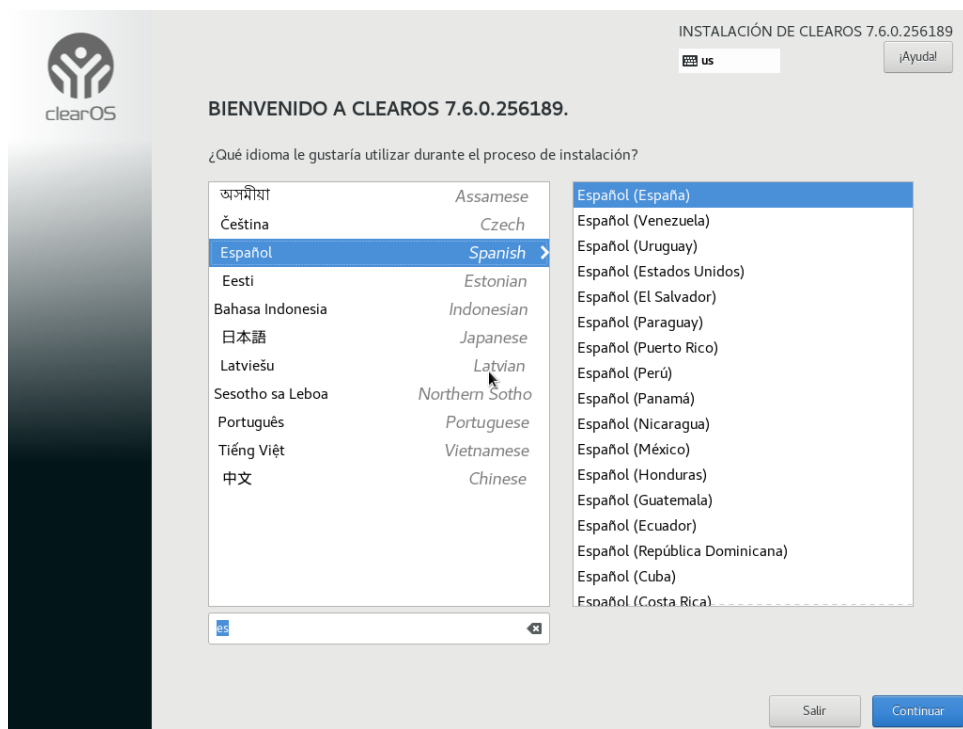 clearOS
INSTALACIÓN DE CLEAROS 7.6.0.256189
us
¡Ayuda!
BIENVENIDO A CLEAROS 7.6.0.256189.
¿Qué idioma le gustaría utilizar durante el proceso de instalación?
অসমীয়া Assamese
Čeština Czech
Español Spanish
Eesti Estonian
Bahasa Indonesia Indonesian
日本語 Japanese
Latviešu Latvian
Sesotho sa Leboa Northern Sotho
Português Portuguese
Tiếng Việt Vietnamese
中文 Chinese
es
Español (España)
Español (Venezuela)
Español (Uruguay)
Español (Estados Unidos)
Español (El Salvador)
Español (Paraguay)
Español (Puerto Rico)
Español (Perú)
Español (Panamá)
Español (Nicaragua)
Español (México)
Español (Honduras)
Español (Guatemala)
Español (Ecuador)
Español (República Dominicana)
Español (Cuba)
Español (Costa Rica)
Salir
Continuar